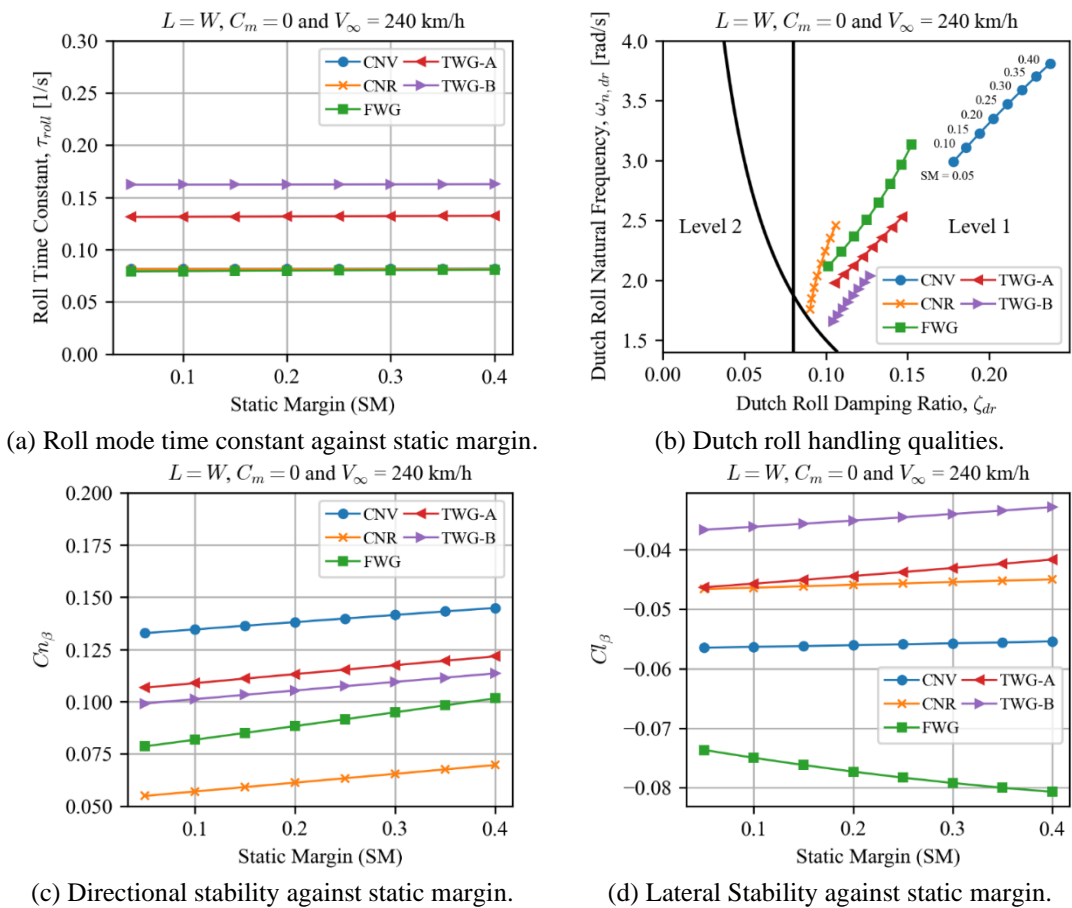 L = W, C_m = 0 and V_∞ = 240 km/h
Roll Time Constant, τ_roll [1/s]
0.30
0.25
0.20
0.15
0.10
0.05
0.00
CNV
TWG-A
CNR
TWG-B
FWG
0.1
0.2
0.3
0.4
Static Margin (SM)
(a) Roll mode time constant against static margin.
L = W, C_m = 0 and V_∞ = 240 km/h
Dutch Roll Natural Frequency, ω_{n,dr} [rad/s]
4.0
3.5
3.0
2.5
2.0
1.5
0.40
0.35
0.30
0.25
0.20
0.15
0.10
SM = 0.05
Level 2
Level 1
CNV
TWG-A
CNR
TWG-B
FWG
0.00
0.05
0.10
0.15
0.20
Dutch Roll Damping Ratio, ζ_dr
(b) Dutch roll handling qualities.
L = W, C_m = 0 and V_∞ = 240 km/h
Cn_β
0.200
0.175
0.150
0.125
0.100
0.075
0.050
CNV
TWG-A
CNR
TWG-B
FWG
0.1
0.2
0.3
0.4
Static Margin (SM)
(c) Directional stability against static margin.
L = W, C_m = 0 and V_∞ = 240 km/h
Cl_β
−0.04
−0.05
−0.06
−0.07
−0.08
CNV
TWG-A
CNR
TWG-B
FWG
0.1
0.2
0.3
0.4
Static Margin (SM)
(d) Lateral Stability against static margin.